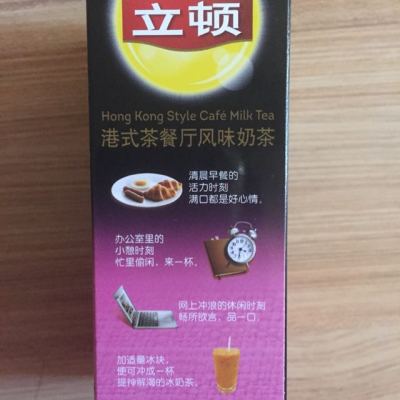 立顿
Hong Kong Style Café Milk Tea
港式茶餐厅风味奶茶
清晨早餐的
活力时刻
满口都是好心情。
办公室里的
小憩时刻
忙里偷闲,来一杯。
网上冲浪的休闲时刻
畅所欲言,品一口。
加适量冰块,
便可冲成一杯
提神解渴的冰奶茶。